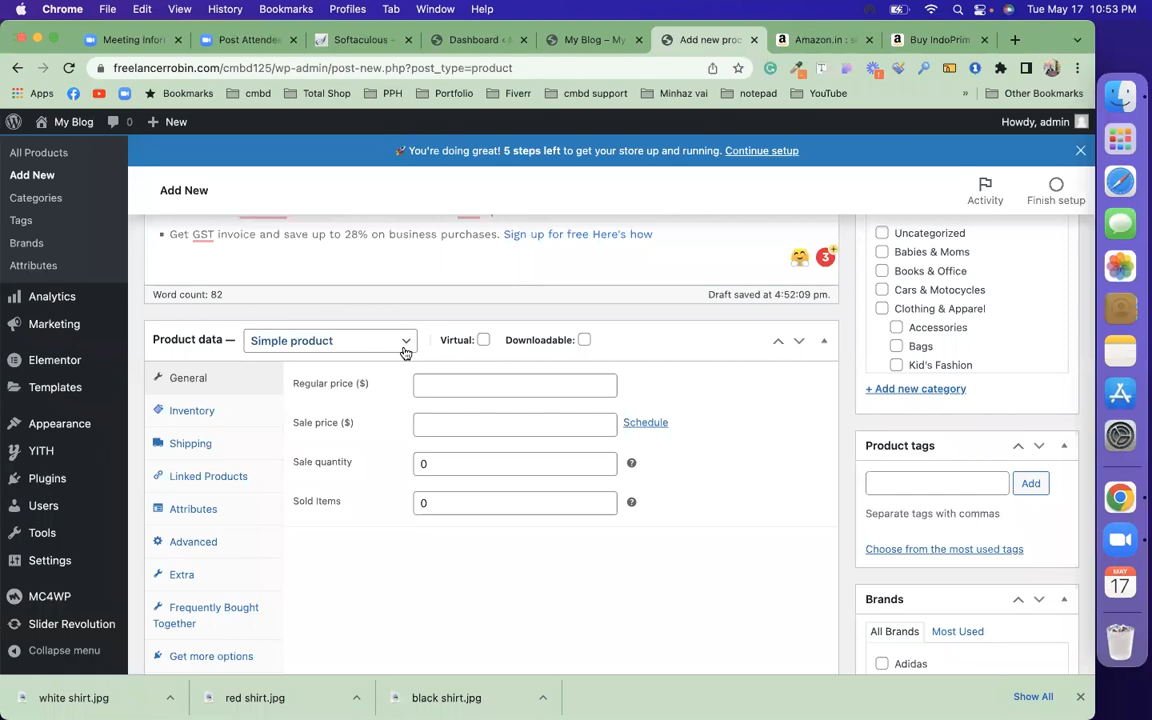 Chrome File Edit View History Bookmarks Profiles Tab Window Help Tue May 17 10:53 PM
Meeting Infor Post Attende Softaculous - Dashboard ‹ My Blog – My Add new prod Amazon.in : s Buy IndoPrim
freelancerrobin.com/cmbd125/wp-admin/post-new.php?post_type=product
Apps Bookmarks cmbd Total Shop PPH Portfolio Fiverr cmbd support Minhaz vai notepad YouTube » Other Bookmarks
My Blog 0 New Howdy, admin
All Products
Add New
Categories
Tags
Brands
Attributes
Analytics
Marketing
Elementor
Templates
Appearance
YITH
Plugins
Users
Tools
Settings
MC4WP
Slider Revolution
Collapse menu
🚀 You're doing great! 5 steps left to get your store up and running. Continue setup
Add New
Activity
Finish setup
Get GST invoice and save up to 28% on business purchases. Sign up for free Here's how
3
Word count: 82 Draft saved at 4:52:09 pm.
Product data — Simple product Virtual: Downloadable:
General
Inventory
Shipping
Linked Products
Attributes
Advanced
Extra
Frequently Bought
Together
Get more options
Regular price ($)
Sale price ($) Schedule
Sale quantity 0
Sold Items 0
Uncategorized
Babies & Moms
Books & Office
Cars & Motocycles
Clothing & Apparel
Accessories
Bags
Kid's Fashion
+ Add new category
Product tags
Add
Separate tags with commas
Choose from the most used tags
Brands
All Brands Most Used
Adidas
MAY
17
white shirt.jpg red shirt.jpg black shirt.jpg Show All